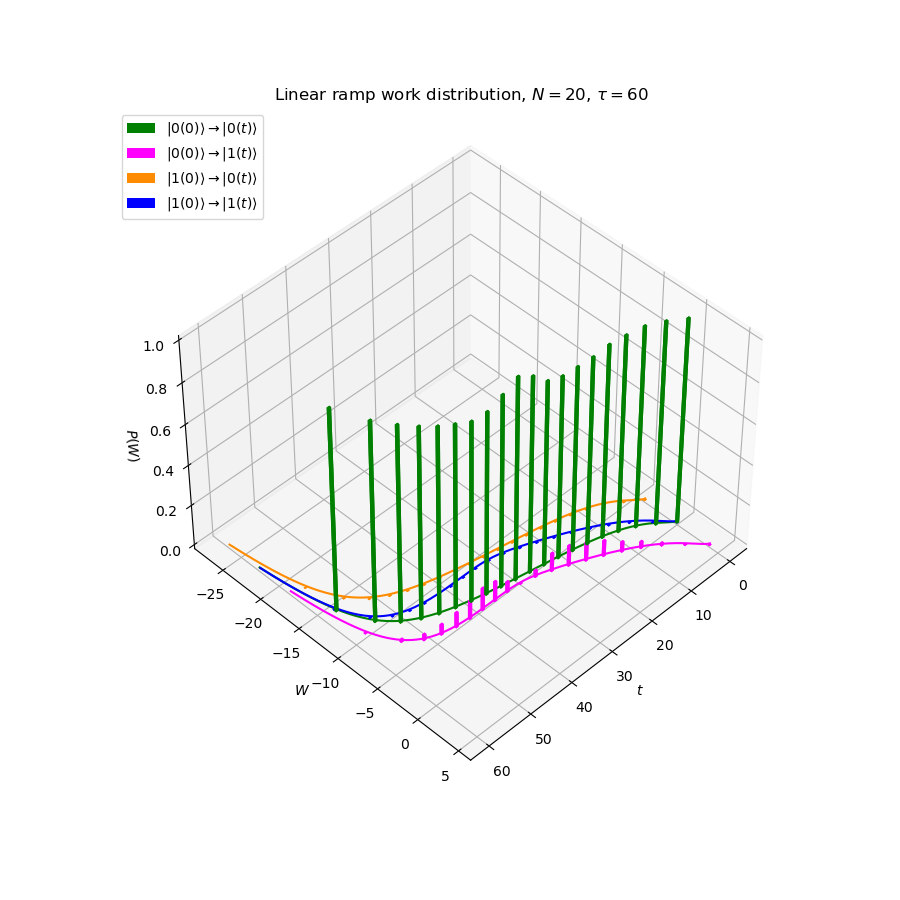 Linear ramp work distribution, N = 20, τ = 60
|0(0)⟩ → |0(t)⟩
|0(0)⟩ → |1(t)⟩
|1(0)⟩ → |0(t)⟩
|1(0)⟩ → |1(t)⟩
1.0
0.8
0.6
0.4
0.2
0.0
P(W)
−25
−20
−15
−10
−5
0
5
W
0
10
20
30
40
50
60
t